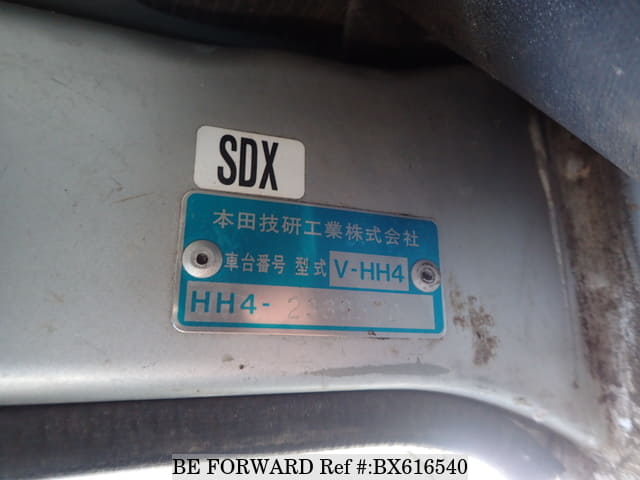 SDX
本田技研工業株式会社
車台番号 型式 V-HH4
HH4-
BE FORWARD Ref #:BX616540